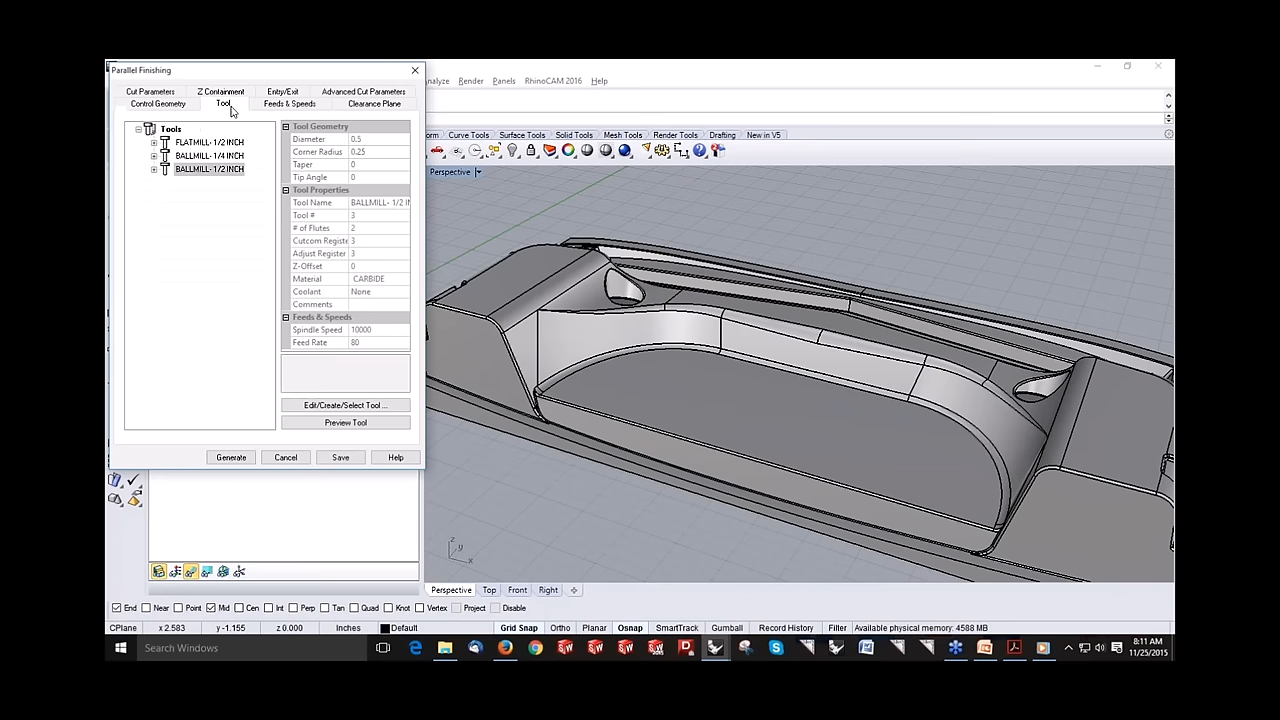 Parallel Finishing
Cut Parameters Z Containment Entry/Exit Advanced Cut Parameters
Control Geometry Tool Feeds & Speeds Clearance Plane
Tools
FLATMILL- 1/2 INCH
BALLMILL- 1/4 INCH
BALLMILL- 1/2 INCH
Tool Geometry
Diameter 0.5
Corner Radius 0.25
Taper 0
Tip Angle 0
Tool Properties
Tool Name BALLMILL- 1/2 IN
Tool # 3
# of Flutes 2
Cutcom Registe 3
Adjust Register 3
Z-Offset 0
Material CARBIDE
Coolant None
Comments
Feeds & Speeds
Spindle Speed 10000
Feed Rate 80
Edit/Create/Select Tool ...
Preview Tool
Generate Cancel Save Help
nalyze Render Panels RhinoCAM 2016 Help
orm Curve Tools Surface Tools Solid Tools Mesh Tools Render Tools Drafting New in V5
Perspective
z
y
x
Perspective Top Front Right
End Near Point Mid Cen Int Perp Tan Quad Knot Vertex Project Disable
CPlane x 2.583 y -1.155 z 0.000 Inches Default Grid Snap Ortho Planar Osnap SmartTrack Gumball Record History Filter Available physical memory: 4588 MB
Search Windows
8:11 AM
11/25/2015